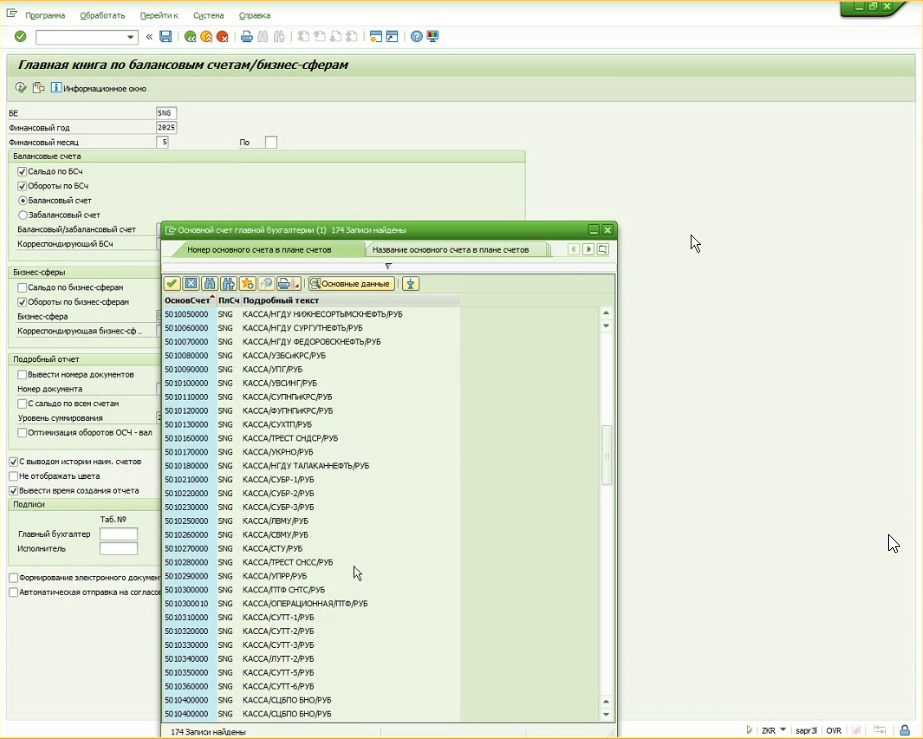 Программа Обработать Перейти к Система Справка
Главная книга по балансовым счетам/бизнес-сферам
Информационное окно
БЕ SNG
Финансовый год 2025
Финансовый месяц 5 По
Балансовые счета
Сальдо по БСч
Обороты по БСч
Балансовый счет
Забалансовый счет
Балансовый/забалансовый счет
Корреспондирующий БСч
Бизнес-сферы
Сальдо по бизнес-сферам
Обороты по бизнес-сферам
Бизнес-сфера
Корреспондирующая бизнес-сф..
Подробный отчет
Вывести номера документов
Номер документа
С сальдо по всем счетам
Уровень суммирования
Оптимизация оборотов ОСЧ - вал
С выводом истории наим. счетов
Не отображать цвета
Вывести время создания отчета
Подписи
Таб.№
Главный бухгалтер
Исполнитель
Формирование электронного докумен
Автоматическая отправка на согласо
Основной счет главной бухгалтерии (1) 174 Записи найдены
Номер основного счета в плане счетов Название основного счета в плане счетов
Основные данные
ОсновСчет ПлСч Подробный текст
5010050000 SNG КАССА/НГДУ НИЖНЕСОРТЫМСКНЕФТЬ/РУБ
5010060000 SNG КАССА/НГДУ СУРГУТНЕФТЬ/РУБ
5010070000 SNG КАССА/НГДУ ФЕДОРОВСКНЕФТЬ/РУБ
5010080000 SNG КАССА/УЗБСиКРС/РУБ
5010090000 SNG КАССА/УПГ/РУБ
5010100000 SNG КАССА/УВСИНГ/РУБ
5010110000 SNG КАССА/СУПНПиКРС/РУБ
5010120000 SNG КАССА/ФУПНПиКРС/РУБ
5010130000 SNG КАССА/СУХТП/РУБ
5010160000 SNG КАССА/ТРЕСТ СНДСР/РУБ
5010170000 SNG КАССА/УКРНО/РУБ
5010180000 SNG КАССА/НГДУ ТАЛАКАННЕФТЬ/РУБ
5010210000 SNG КАССА/СУБР-1/РУБ
5010220000 SNG КАССА/СУБР-2/РУБ
5010230000 SNG КАССА/СУБР-3/РУБ
5010250000 SNG КАССА/ЛВМУ/РУБ
5010260000 SNG КАССА/СВМУ/РУБ
5010270000 SNG КАССА/СТУ/РУБ
5010280000 SNG КАССА/ТРЕСТ СНСС/РУБ
5010290000 SNG КАССА/УПРР/РУБ
5010300000 SNG КАССА/ПТФ СНТС/РУБ
5010300010 SNG КАССА/ОПЕРАЦИОННАЯ/ПТФ/РУБ
5010310000 SNG КАССА/СУТТ-1/РУБ
5010320000 SNG КАССА/СУТТ-2/РУБ
5010330000 SNG КАССА/СУТТ-3/РУБ
5010340000 SNG КАССА/ЛУТТ-2/РУБ
5010350000 SNG КАССА/СУТТ-5/РУБ
5010360000 SNG КАССА/СУТТ-6/РУБ
5010400000 SNG КАССА/СЦБПО БНО/РУБ
5010400000 SNG КАССА/СЦБПО БНО/РУБ
174 Записи найдены
ZKR sapr3l OVR